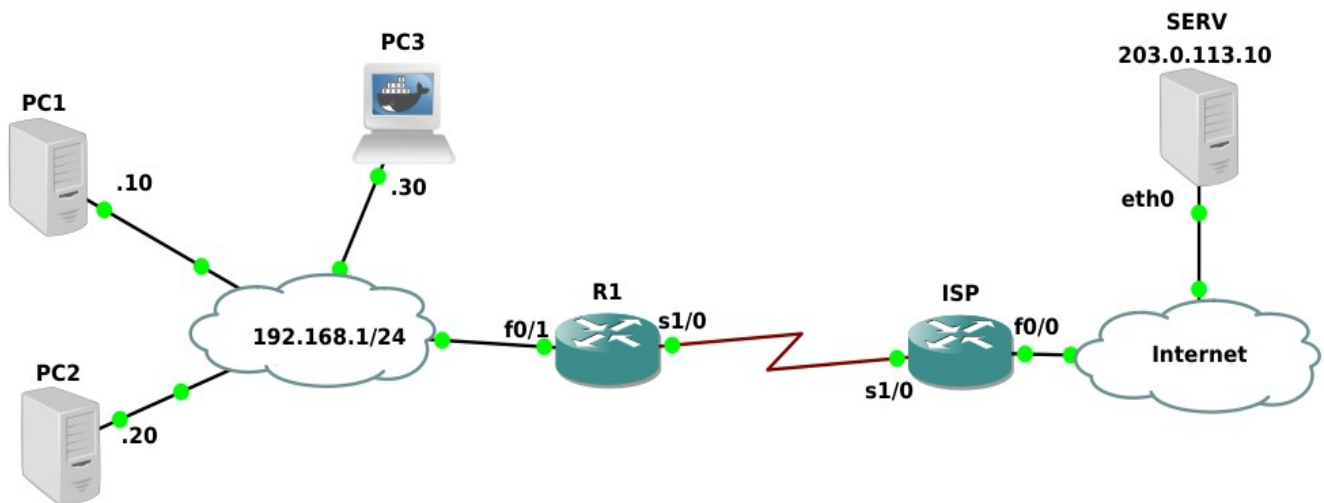 SERV
203.0.113.10
PC3
PC1
.10
.30
eth0
R1
ISP
192.168.1/24
f0/1
s1/0
f0/0
Internet
s1/0
PC2
.20